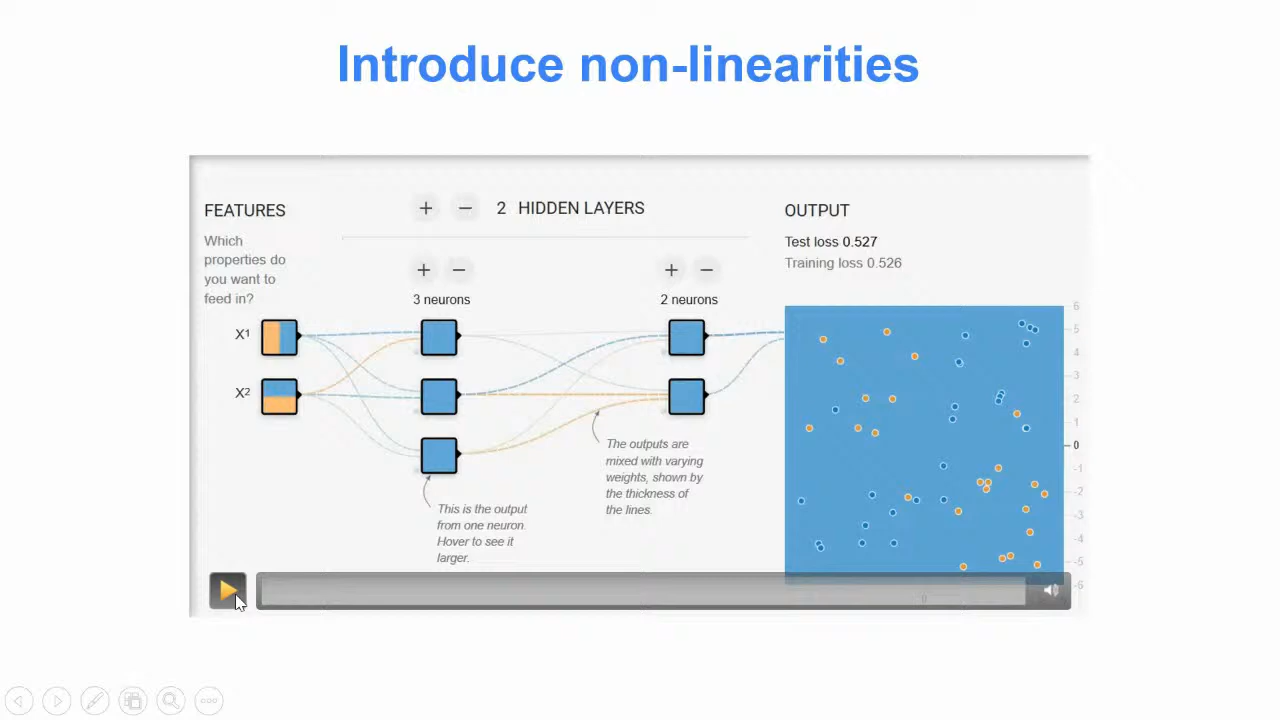 Introduce non-linearities
FEATURES
Which
properties do
you want to
feed in?
+ − 2 HIDDEN LAYERS
+ −
3 neurons
+ −
2 neurons
OUTPUT
Test loss 0.527
Training loss 0.526
X1
X2
The outputs are
mixed with varying
weights, shown by
the thickness of
the lines.
This is the output
from one neuron.
Hover to see it
larger.
6
5
4
3
2
1
0
-1
-2
-3
-4
-5
-6